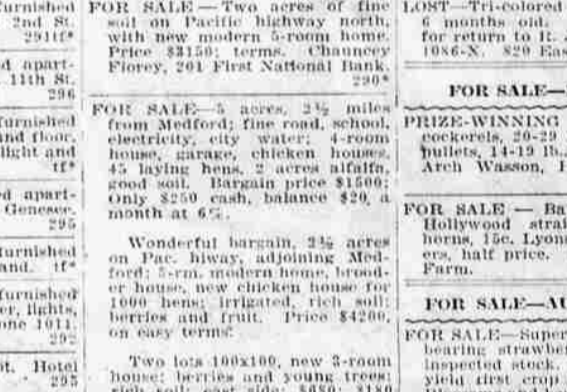 furnished
2nd St.
291tf*
d apart-
11th St.
296
furnished
and floor,
light and
tf*
d apart-
Genesee.
295
furnished
and. tf*
furnished
er, lights,
one 1011.
292
pt. Hotel
295
FOR SALE—Two acres of fine
soil on Pacific highway north,
with new modern 5-room home.
Price $3150; terms. Chauncey
Florey, 201 First National Bank.
290*
FOR SALE—5 acres, 2½ miles
from Medford; fine road, school,
electricity, city water; 4-room
house, garage, chicken houses,
45 laying hens, 2 acres alfalfa,
good soil. Bargain price $1500;
Only $250 cash, balance $20, a
month at 6%.
Wonderful bargain, 2½ acres
on Pac. hiway, adjoining Med-
ford; 5-rm. modern home, brood-
er house, new chicken house for
1000 hens; irrigated, rich soil;
berries and fruit. Price $4200,
on easy terms.
Two lots 100x100, new 3-room
house; berries and young trees;
LOST—Tri-colored
6 months old.
for return to R.
1086-X. 829 Eas
FOR SALE—
PRIZE-WINNING
cockerels, 20-29
pullets, 14-19 lb.
Arch Wasson,
FOR SALE — Ba
Hollywood strai
horns, 15c. Lyon
ers, half price.
Farm.
FOR SALE—AU
FOR SALE—Super
bearing strawber
inspected stock.
yield first crop